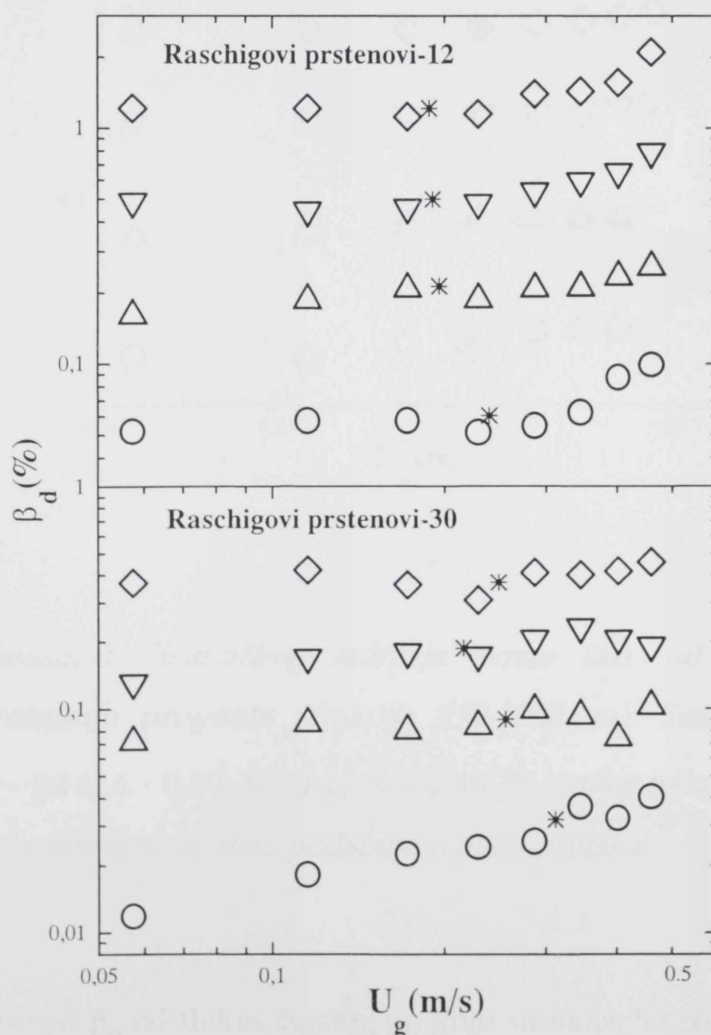 Raschigovi prstenovi-12
1
0,1
β_d (%)
1
Raschigovi prstenovi-30
0,1
0,01
0,05
0,1
0.5
U_g (m/s)